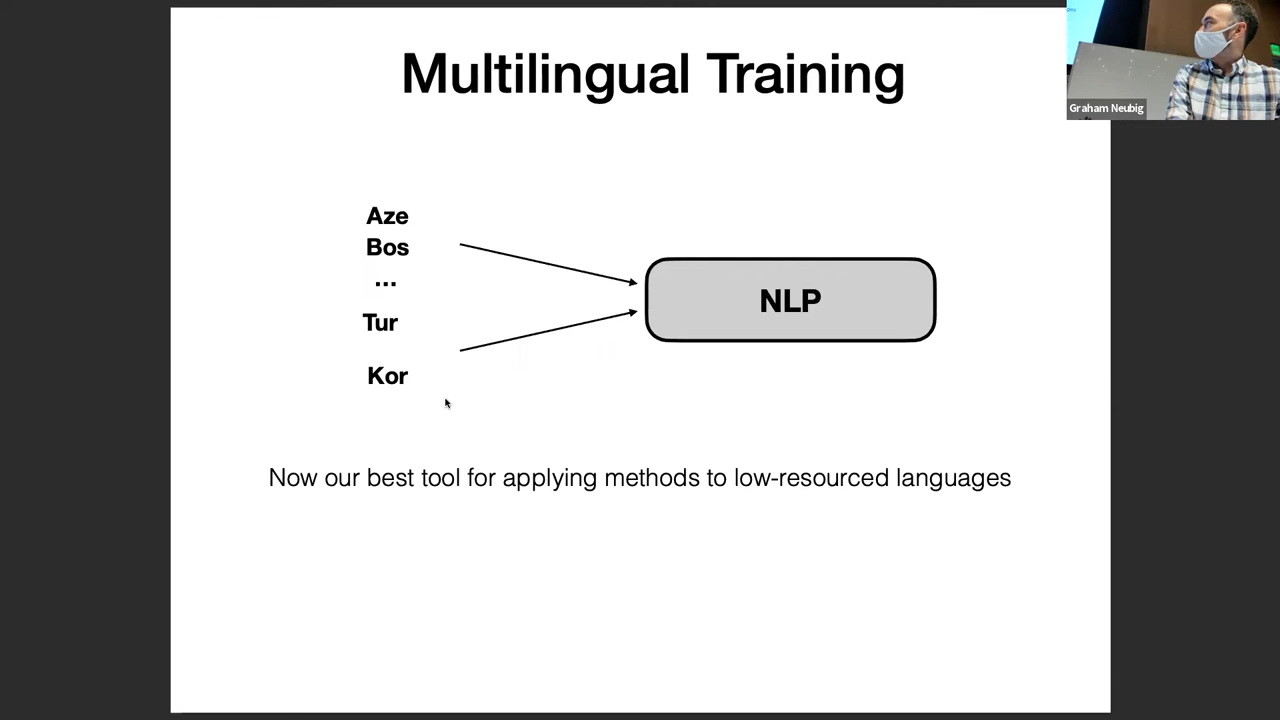 Multilingual Training
Graham Neubig
Aze
Bos
...
Tur
Kor
NLP
Now our best tool for applying methods to low-resourced languages